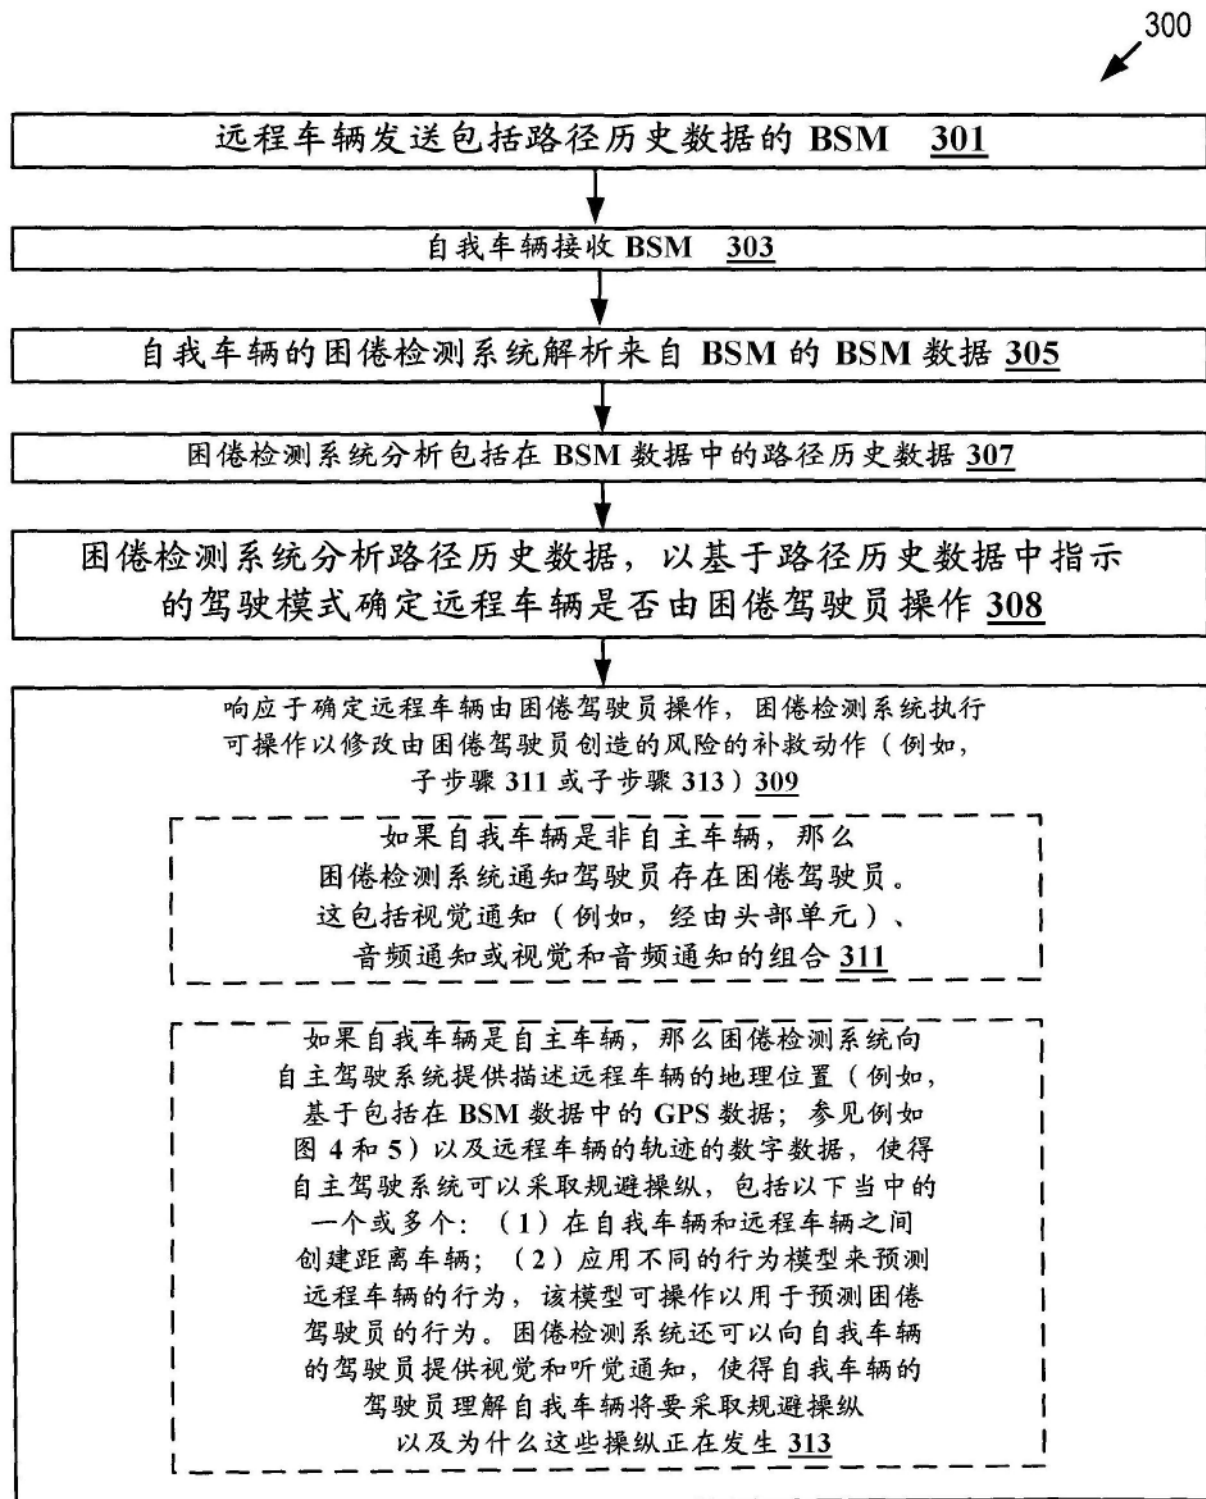 300
远程车辆发送包括路径历史数据的 BSM 301
自我车辆接收 BSM 303
自我车辆的困倦检测系统解析来自 BSM 的 BSM 数据 305
困倦检测系统分析包括在 BSM 数据中的路径历史数据 307
困倦检测系统分析路径历史数据，以基于路径历史数据中指示
的驾驶模式确定远程车辆是否由困倦驾驶员操作 308
响应于确定远程车辆由困倦驾驶员操作，困倦检测系统执行
可操作以修改由困倦驾驶员创造的风险的补救动作（例如，
子步骤 311 或子步骤 313）309
如果自我车辆是非自主车辆，那么
困倦检测系统通知驾驶员存在困倦驾驶员。
这包括视觉通知（例如，经由头部单元）、
音频通知或视觉和音频通知的组合 311
如果自我车辆是自主车辆，那么困倦检测系统向
自主驾驶系统提供描述远程车辆的地理位置（例如，
基于包括在 BSM 数据中的 GPS 数据；参见例如
图 4 和 5）以及远程车辆的轨迹的数字数据，使得
自主驾驶系统可以采取规避操纵，包括以下当中的
一个或多个：（1）在自我车辆和远程车辆之间
创建距离车辆；（2）应用不同的行为模型来预测
远程车辆的行为，该模型可操作以用于预测困倦
驾驶员的行为。困倦检测系统还可以向自我车辆
的驾驶员提供视觉和听觉通知，使得自我车辆的
驾驶员理解自我车辆将要采取规避操纵
以及为什么这些操纵正在发生 313